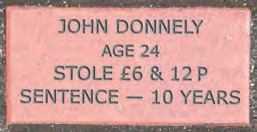 JOHN DONNELY
AGE 24
STOLE £6 & 12 P
SENTENCE — 10 YEARS